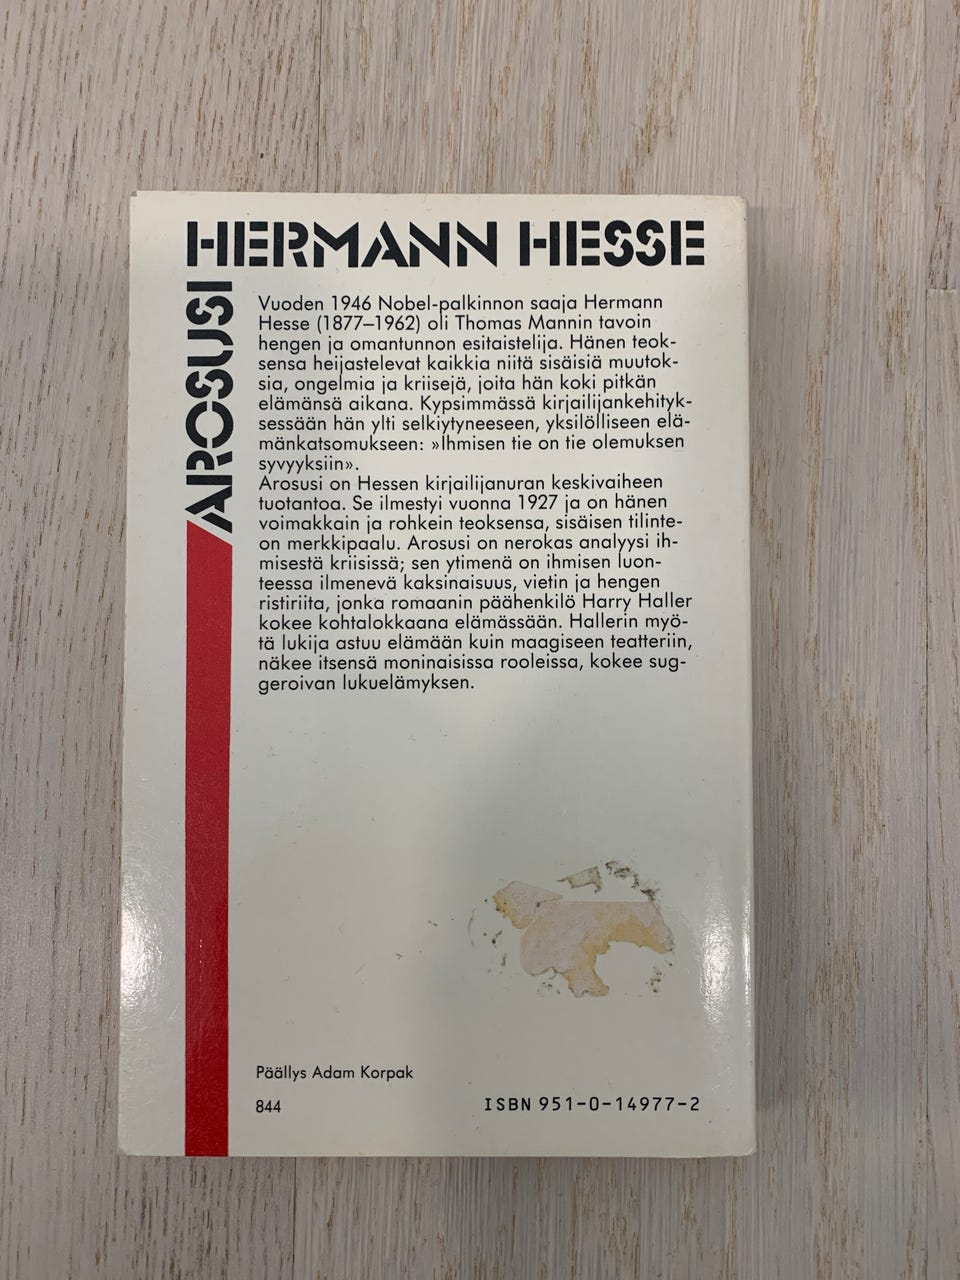 HERMANN HESSE
AROSUSI
Vuoden 1946 Nobel-palkinnon saaja Hermann
Hesse (1877–1962) oli Thomas Mannin tavoin
hengen ja omantunnon esitaistelija. Hänen teok-
sensa heijastelevat kaikkia niitä sisäisiä muutok-
sia, ongelmia ja kriisejä, joita hän koki pitkän
elämänsä aikana. Kypsimmässä kirjailijankehityk-
sessään hän ylti selkiytyneeseen, yksilölliseen elä-
mänkatsomukseen: »Ihmisen tie on tie olemuksen
syvyyksiin».
Arosusi on Hessen kirjailijanuran keskivaiheen
tuotantoa. Se ilmestyi vuonna 1927 ja on hänen
voimakkain ja rohkein teoksensa, sisäisen tilinte-
on merkkipaalu. Arosusi on nerokas analyysi ih-
misestä kriisissä; sen ytimenä on ihmisen luon-
teessa ilmenevä kaksinaisuus, vietin ja hengen
ristiriita, jonka romaanin päähenkilö Harry Haller
kokee kohtalokkaana elämässään. Hallerin myö-
tä lukija astuu elämään kuin maagiseen teatteriin,
näkee itsensä moninaisissa rooleissa, kokee sug-
geroivan lukuelämyksen.
Päällys Adam Korpak
844
ISBN 951-0-14977-2